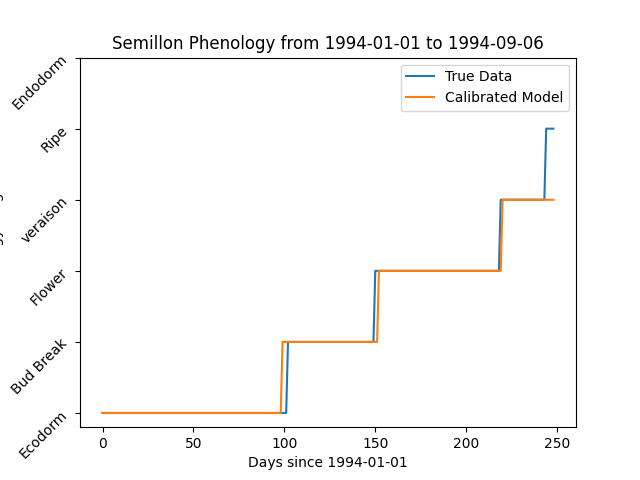 Semillon Phenology from 1994-01-01 to 1994-09-06
True Data
Calibrated Model
Endodorm
Ripe
veraison
Flower
Bud Break
Ecodorm
0 50 100 150 200 250
Days since 1994-01-01